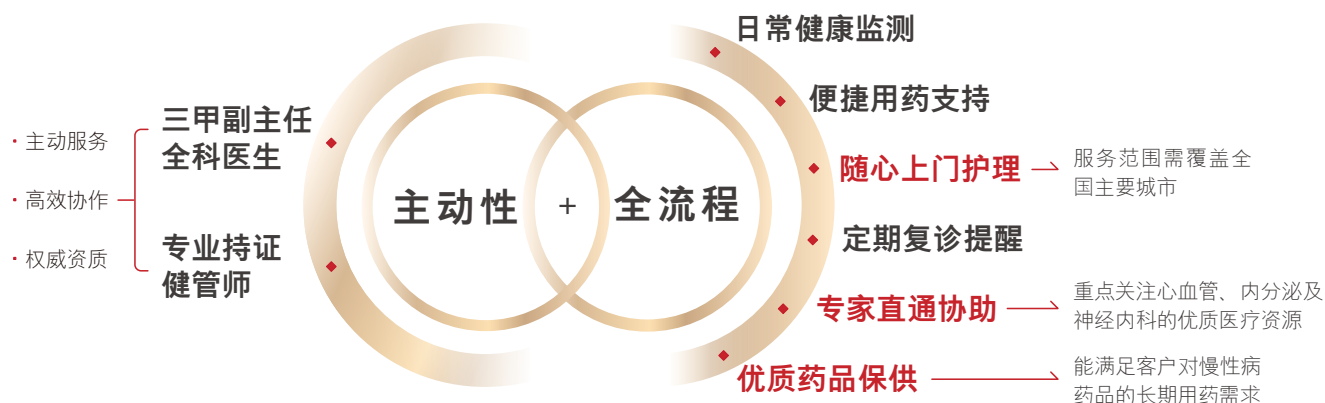 · 主动服务
· 高效协作
· 权威资质
三甲副主任
全科医生
专业持证
健管师
主动性
+
全流程
日常健康监测
便捷用药支持
随心上门护理
服务范围需覆盖全
国主要城市
定期复诊提醒
专家直通协助
重点关注心血管、内分泌及
神经内科的优质医疗资源
优质药品保供
能满足客户对慢性病
药品的长期用药需求